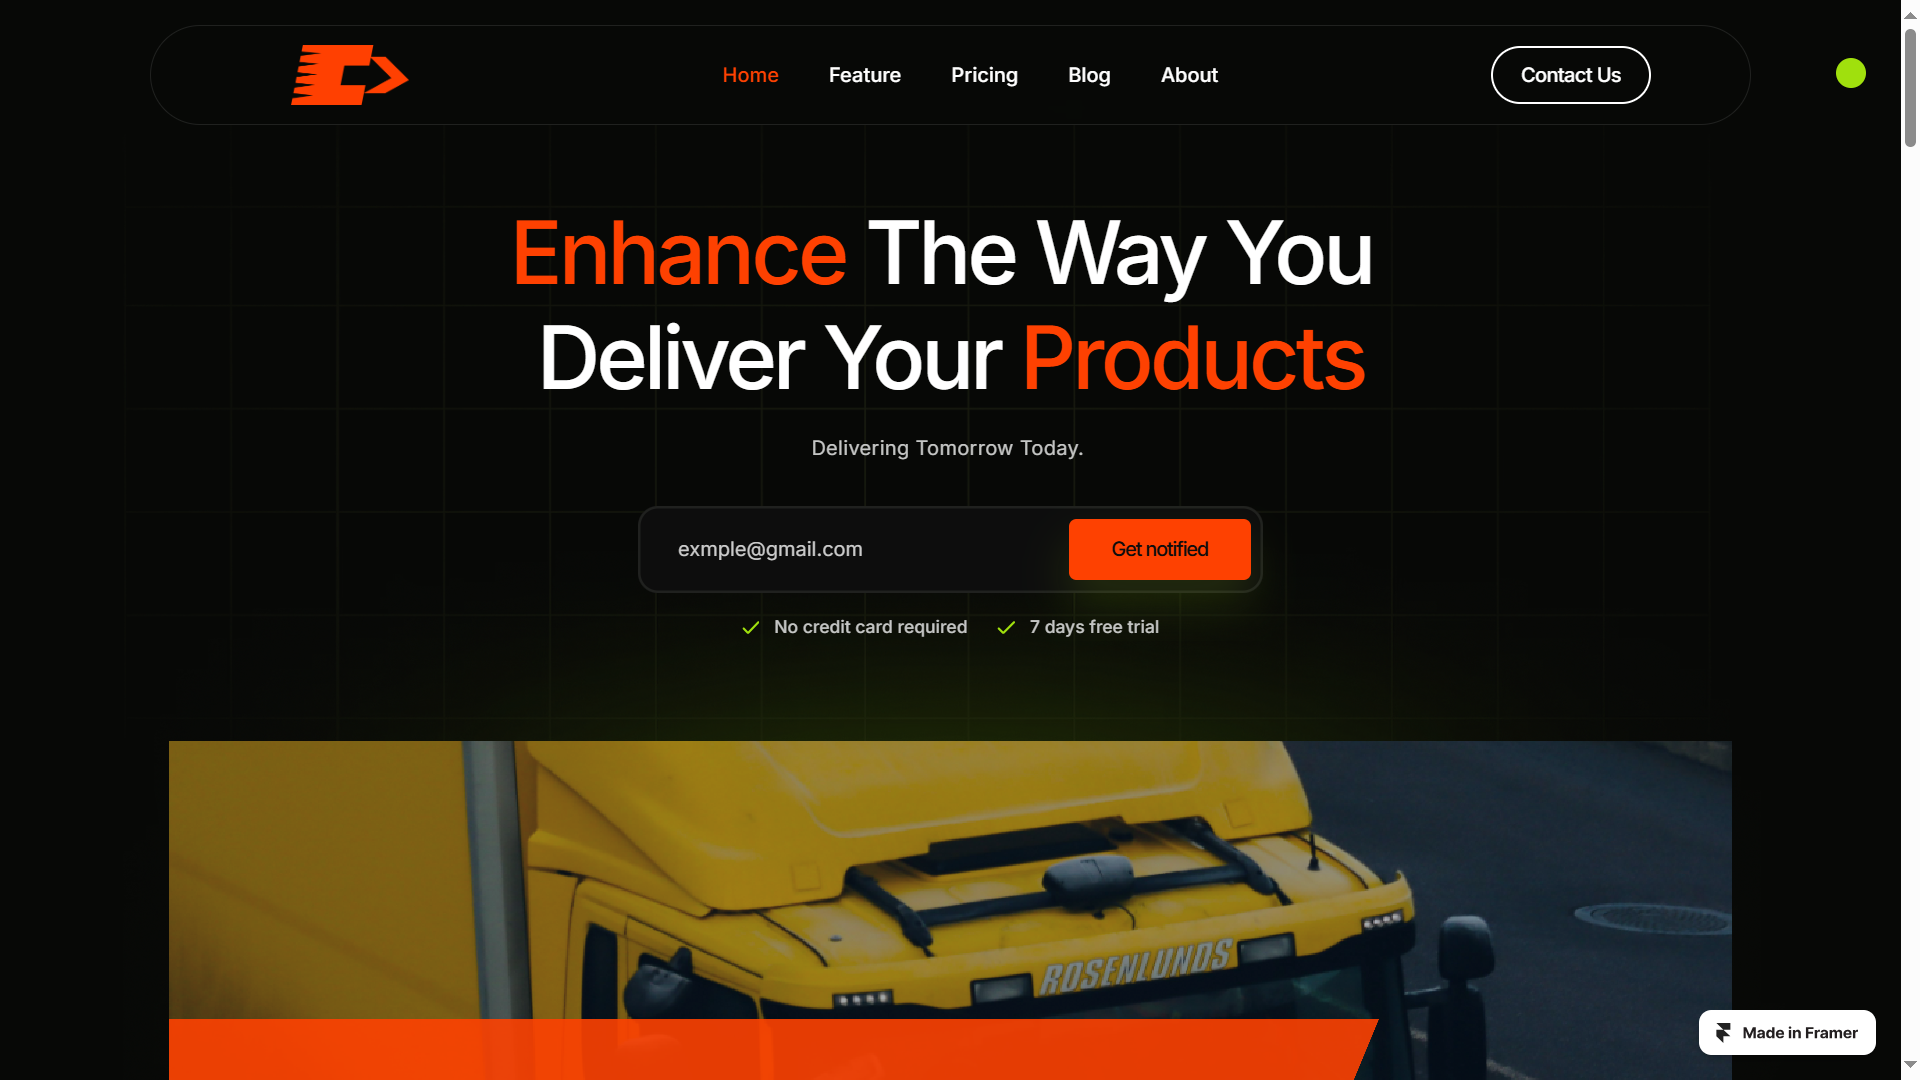 Home
Feature
Pricing
Blog
About
Contact Us
Enhance The Way You
Deliver Your Products
Delivering Tomorrow Today.
exmple@gmail.com
Get notified
No credit card required
7 days free trial
ROSENLUNDS
Made in Framer